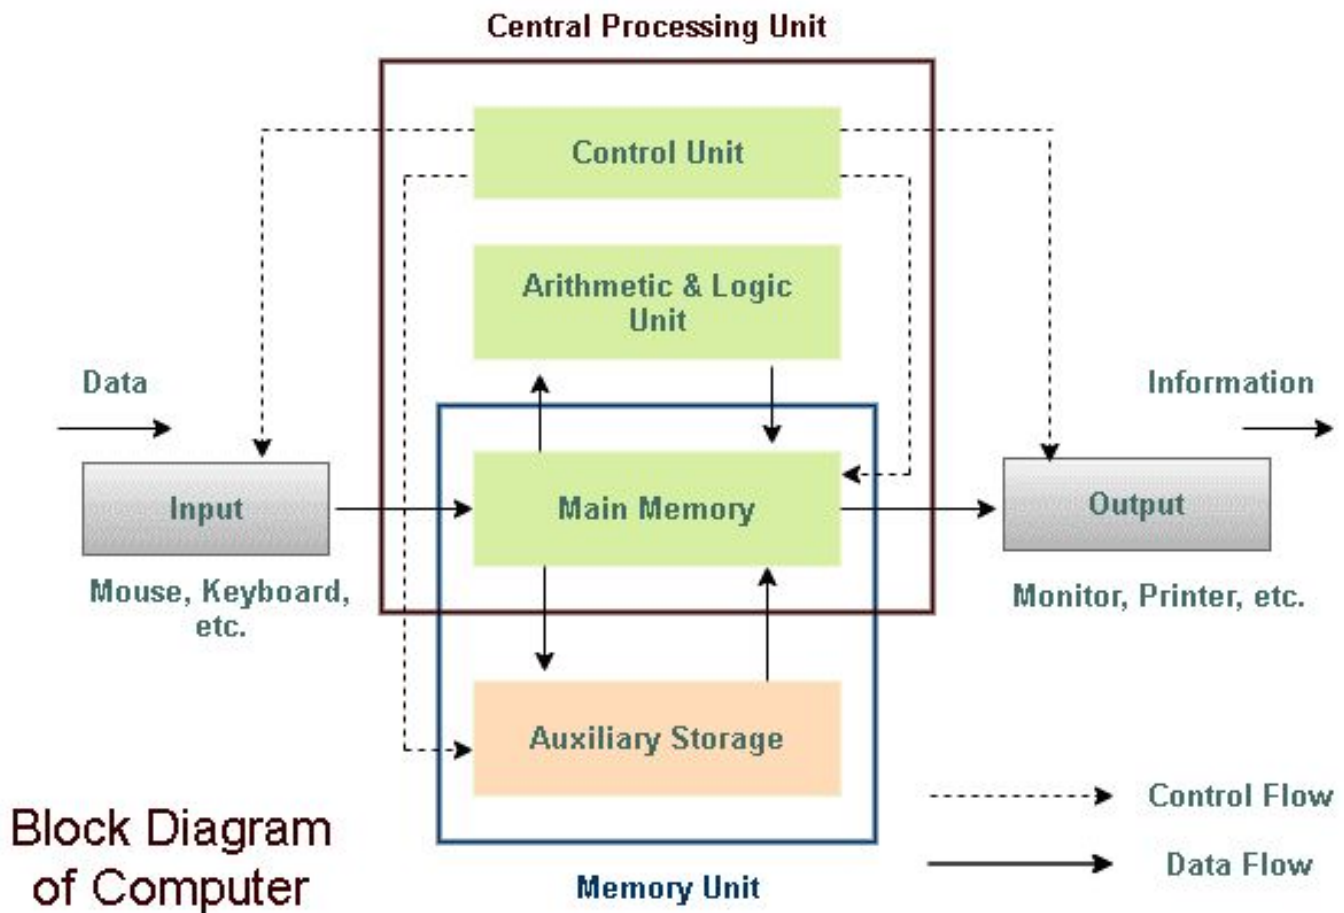 Central Processing Unit
Control Unit
Arithmetic & Logic
Unit
Data
Information
Input
Main Memory
Output
Mouse, Keyboard,
etc.
Monitor, Printer, etc.
Auxiliary Storage
Control Flow
Data Flow
Block Diagram
of Computer
Memory Unit